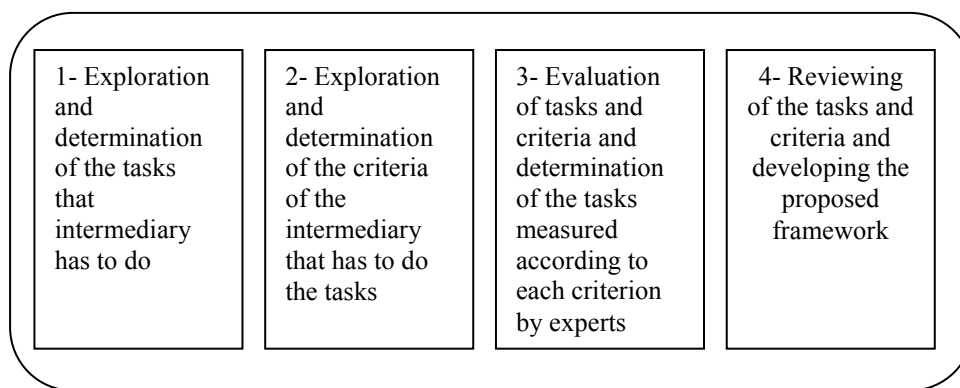 1- Exploration
and
determination
of the tasks
that
intermediary
has to do
2- Exploration
and
determination
of the criteria
of the
intermediary
that has to do
the tasks
3- Evaluation
of tasks and
criteria and
determination
of the tasks
measured
according to
each criterion
by experts
4- Reviewing
of the tasks and
criteria and
developing the
proposed
framework